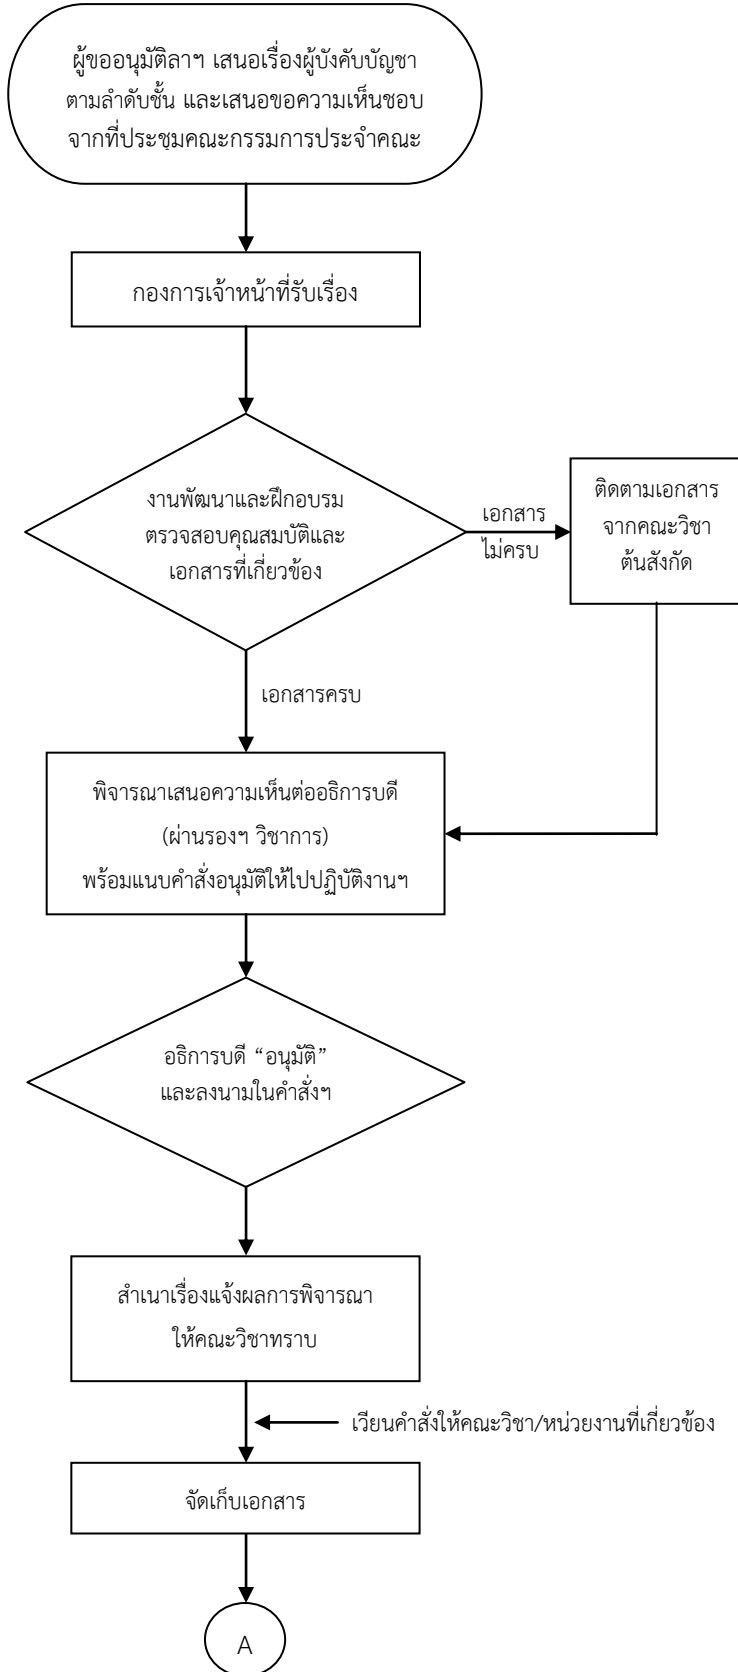 ผู้ขออนุมัติลาฯ เสนอเรื่องผู้บังคับบัญชา
ตามลำดับชั้น และเสนอขอความเห็นชอบ
จากที่ประชุมคณะกรรมการประจำคณะ
กองการเจ้าหน้าที่รับเรื่อง
งานพัฒนาและฝึกอบรม
ตรวจสอบคุณสมบัติและ
เอกสารที่เกี่ยวข้อง
เอกสาร
ไม่ครบ
ติดตามเอกสาร
จากคณะวิชา
ต้นสังกัด
เอกสารครบ
พิจารณาเสนอความเห็นต่ออธิการบดี
(ผ่านรองฯ วิชาการ)
พร้อมแนบคำสั่งอนุมัติให้ไปปฏิบัติงานฯ
อธิการบดี “อนุมัติ”
และลงนามในคำสั่งฯ
สำเนาเรื่องแจ้งผลการพิจารณา
ให้คณะวิชาทราบ
เวียนคำสั่งให้คณะวิชา/หน่วยงานที่เกี่ยวข้อง
จัดเก็บเอกสาร
A